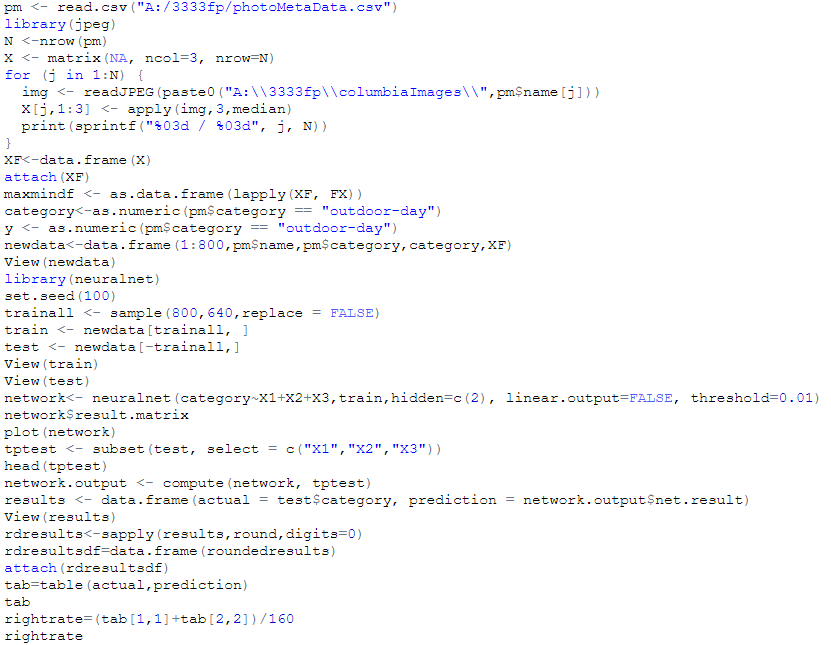 pm <- read.csv("A:/3333fp/photoMetaData.csv")
library(jpeg)
N <-nrow(pm)
X <- matrix(NA, ncol=3, nrow=N)
for (j in 1:N) {
  img <- readJPEG(paste0("A:\\3333fp\\columbiaImages\\",pm$name[j]))
  X[j,1:3] <- apply(img,3,median)
  print(sprintf("%03d / %03d", j, N))
}
XF<-data.frame(X)
attach(XF)
maxmindf <- as.data.frame(lapply(XF, FX))
category<-as.numeric(pm$category == "outdoor-day")
y <- as.numeric(pm$category == "outdoor-day")
newdata<-data.frame(1:800,pm$name,pm$category,category,XF)
View(newdata)
library(neuralnet)
set.seed(100)
trainall <- sample(800,640,replace = FALSE)
train <- newdata[trainall, ]
test <- newdata[-trainall,]
View(train)
View(test)
network<- neuralnet(category~X1+X2+X3,train,hidden=c(2), linear.output=FALSE, threshold=0.01)
network$result.matrix
plot(network)
tptest <- subset(test, select = c("X1","X2","X3"))
head(tptest)
network.output <- compute(network, tptest)
results <- data.frame(actual = test$category, prediction = network.output$net.result)
View(results)
rdresults<-sapply(results,round,digits=0)
rdresultsdf=data.frame(roundedresults)
attach(rdresultsdf)
tab=table(actual,prediction)
tab
rightrate=(tab[1,1]+tab[2,2])/160
rightrate